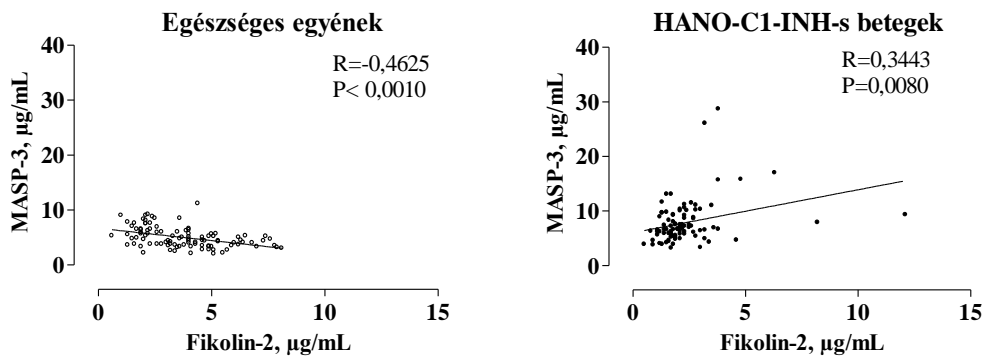 Egészséges egyének
R=-0,4625
P< 0,0010
MASP-3, µg/mL
40
30
20
10
0
0
5
10
15
Fikolin-2, µg/mL
HANO-C1-INH-s betegek
R=0,3443
P=0,0080
MASP-3, µg/mL
40
30
20
10
0
0
5
10
15
Fikolin-2, µg/mL